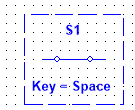 S1
Key = Space